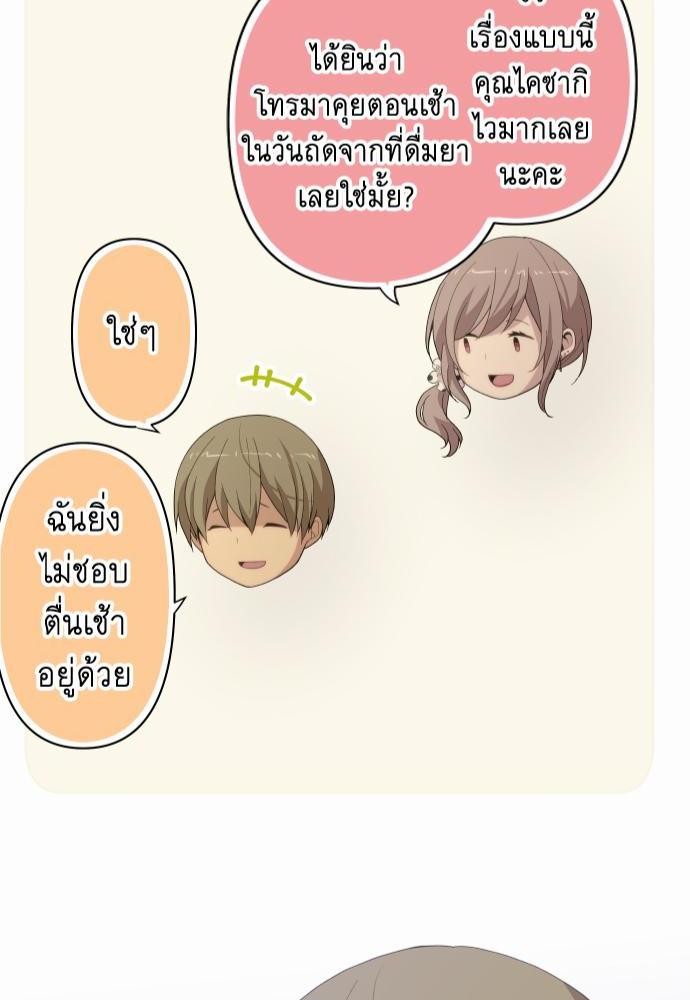 เรื่องแบบนี้
คุณไคซากิ
ไวมากเลย
นะคะ
ได้ยินว่า
โทรมาคุยตอนเช้า
ในวันถัดจากที่ดื่มยา
เลยใช่มั้ย?
ใช่ๆ
ฉันยิ่ง
ไม่ชอบ
ตื่นเช้า
อยู่ด้วย